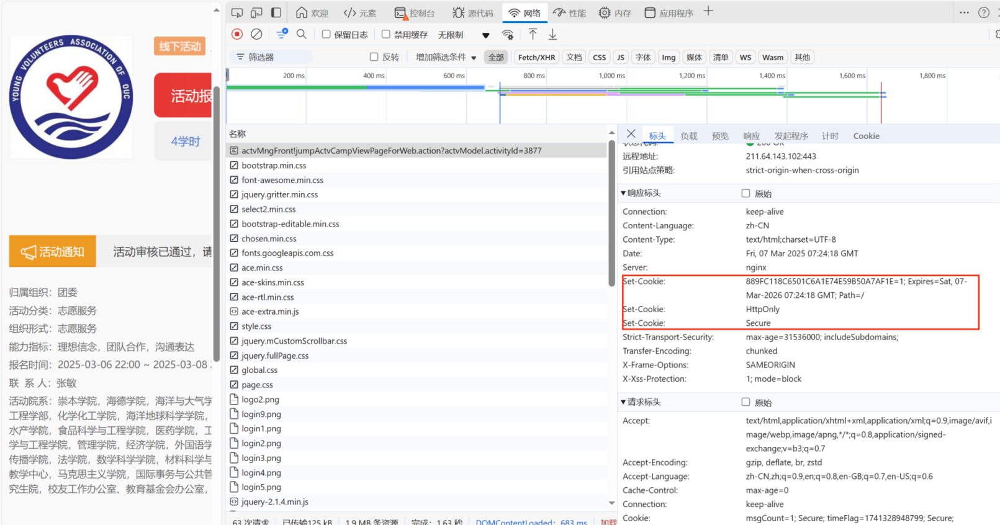 欢迎
元素
控制台
源代码
网络
性能
内存
应用程序
保留日志
禁用缓存
无限制
筛选器
反转
增加筛选条件
全部
Fetch/XHR
文档
CSS
JS
字体
Img
媒体
清单
WS
Wasm
其他
200 ms
400 ms
600 ms
800 ms
1,000 ms
1,200 ms
1,400 ms
1,600 ms
1,800 ms
YOUNG VOLUNTEERS ASSOCIATION OF OUC
线下活动
活动报
4学时
活动通知
活动审核已通过，请
归属组织：团委
活动分类：志愿服务
组织形式：志愿服务
能力指标：理想信念，团队合作，沟通表达
报名时间：2025-03-06 22:00 ~ 2025-03-08
联 系 人：张敏
活动院系：崇本学院，海德学院，海洋与大气学
工程学部，化学化工学院，海洋地球科学学院，
水产学院，食品科学与工程学院，医药学院，工
学与工程学院，管理学院，经济学院，外国语学
传播学院，法学院，数学科学学院，材料科学与
教学中心，马克思主义学院，国际事务与公共管
究生院，校友工作办公室、教育基金会办公室，
名称
actvMngFront!jumpActvCampViewPageForWeb.action?actvModel.activityId=3877
bootstrap.min.css
font-awesome.min.css
jquery.gritter.min.css
select2.min.css
bootstrap-editable.min.css
chosen.min.css
fonts.googleapis.com.css
ace.min.css
ace-skins.min.css
ace-rtl.min.css
ace-extra.min.js
style.css
jquery.mCustomScrollbar.css
jquery.fullPage.css
global.css
page.css
logo2.png
login9.png
login1.png
login2.png
login3.png
login4.png
login5.png
jquery-2.1.4.min.js
63 次请求
已传输125 kB
1.9 MB 条资源
完成：1.63 秒
DOMContentLoaded：683 ms
加载
标头
负载
预览
响应
发起程序
计时
Cookie
状态代码:
200 OK
远程地址:
211.64.143.102:443
引用站点策略:
strict-origin-when-cross-origin
响应标头
原始
Connection:
keep-alive
Content-Language:
zh-CN
Content-Type:
text/html;charset=UTF-8
Date:
Fri, 07 Mar 2025 07:24:18 GMT
Server:
nginx
Set-Cookie:
889FC118C6501C6A1E74E59B50A7AF1E=1; Expires=Sat, 07-
Mar-2026 07:24:18 GMT; Path=/
Set-Cookie:
HttpOnly
Set-Cookie:
Secure
Strict-Transport-Security:
max-age=31536000; includeSubdomains;
Transfer-Encoding:
chunked
X-Frame-Options:
SAMEORIGIN
X-Xss-Protection:
1; mode=block
请求标头
原始
Accept:
text/html,application/xhtml+xml,application/xml;q=0.9,image/avif,i
mage/webp,image/apng,*/*;q=0.8,application/signed-
exchange;v=b3;q=0.7
Accept-Encoding:
gzip, deflate, br, zstd
Accept-Language:
zh-CN,zh;q=0.9,en;q=0.8,en-GB;q=0.7,en-US;q=0.6
Cache-Control:
max-age=0
Connection:
keep-alive
Cookie:
msgCount=1; Secure; timeFlag=1741328948799; Secure;